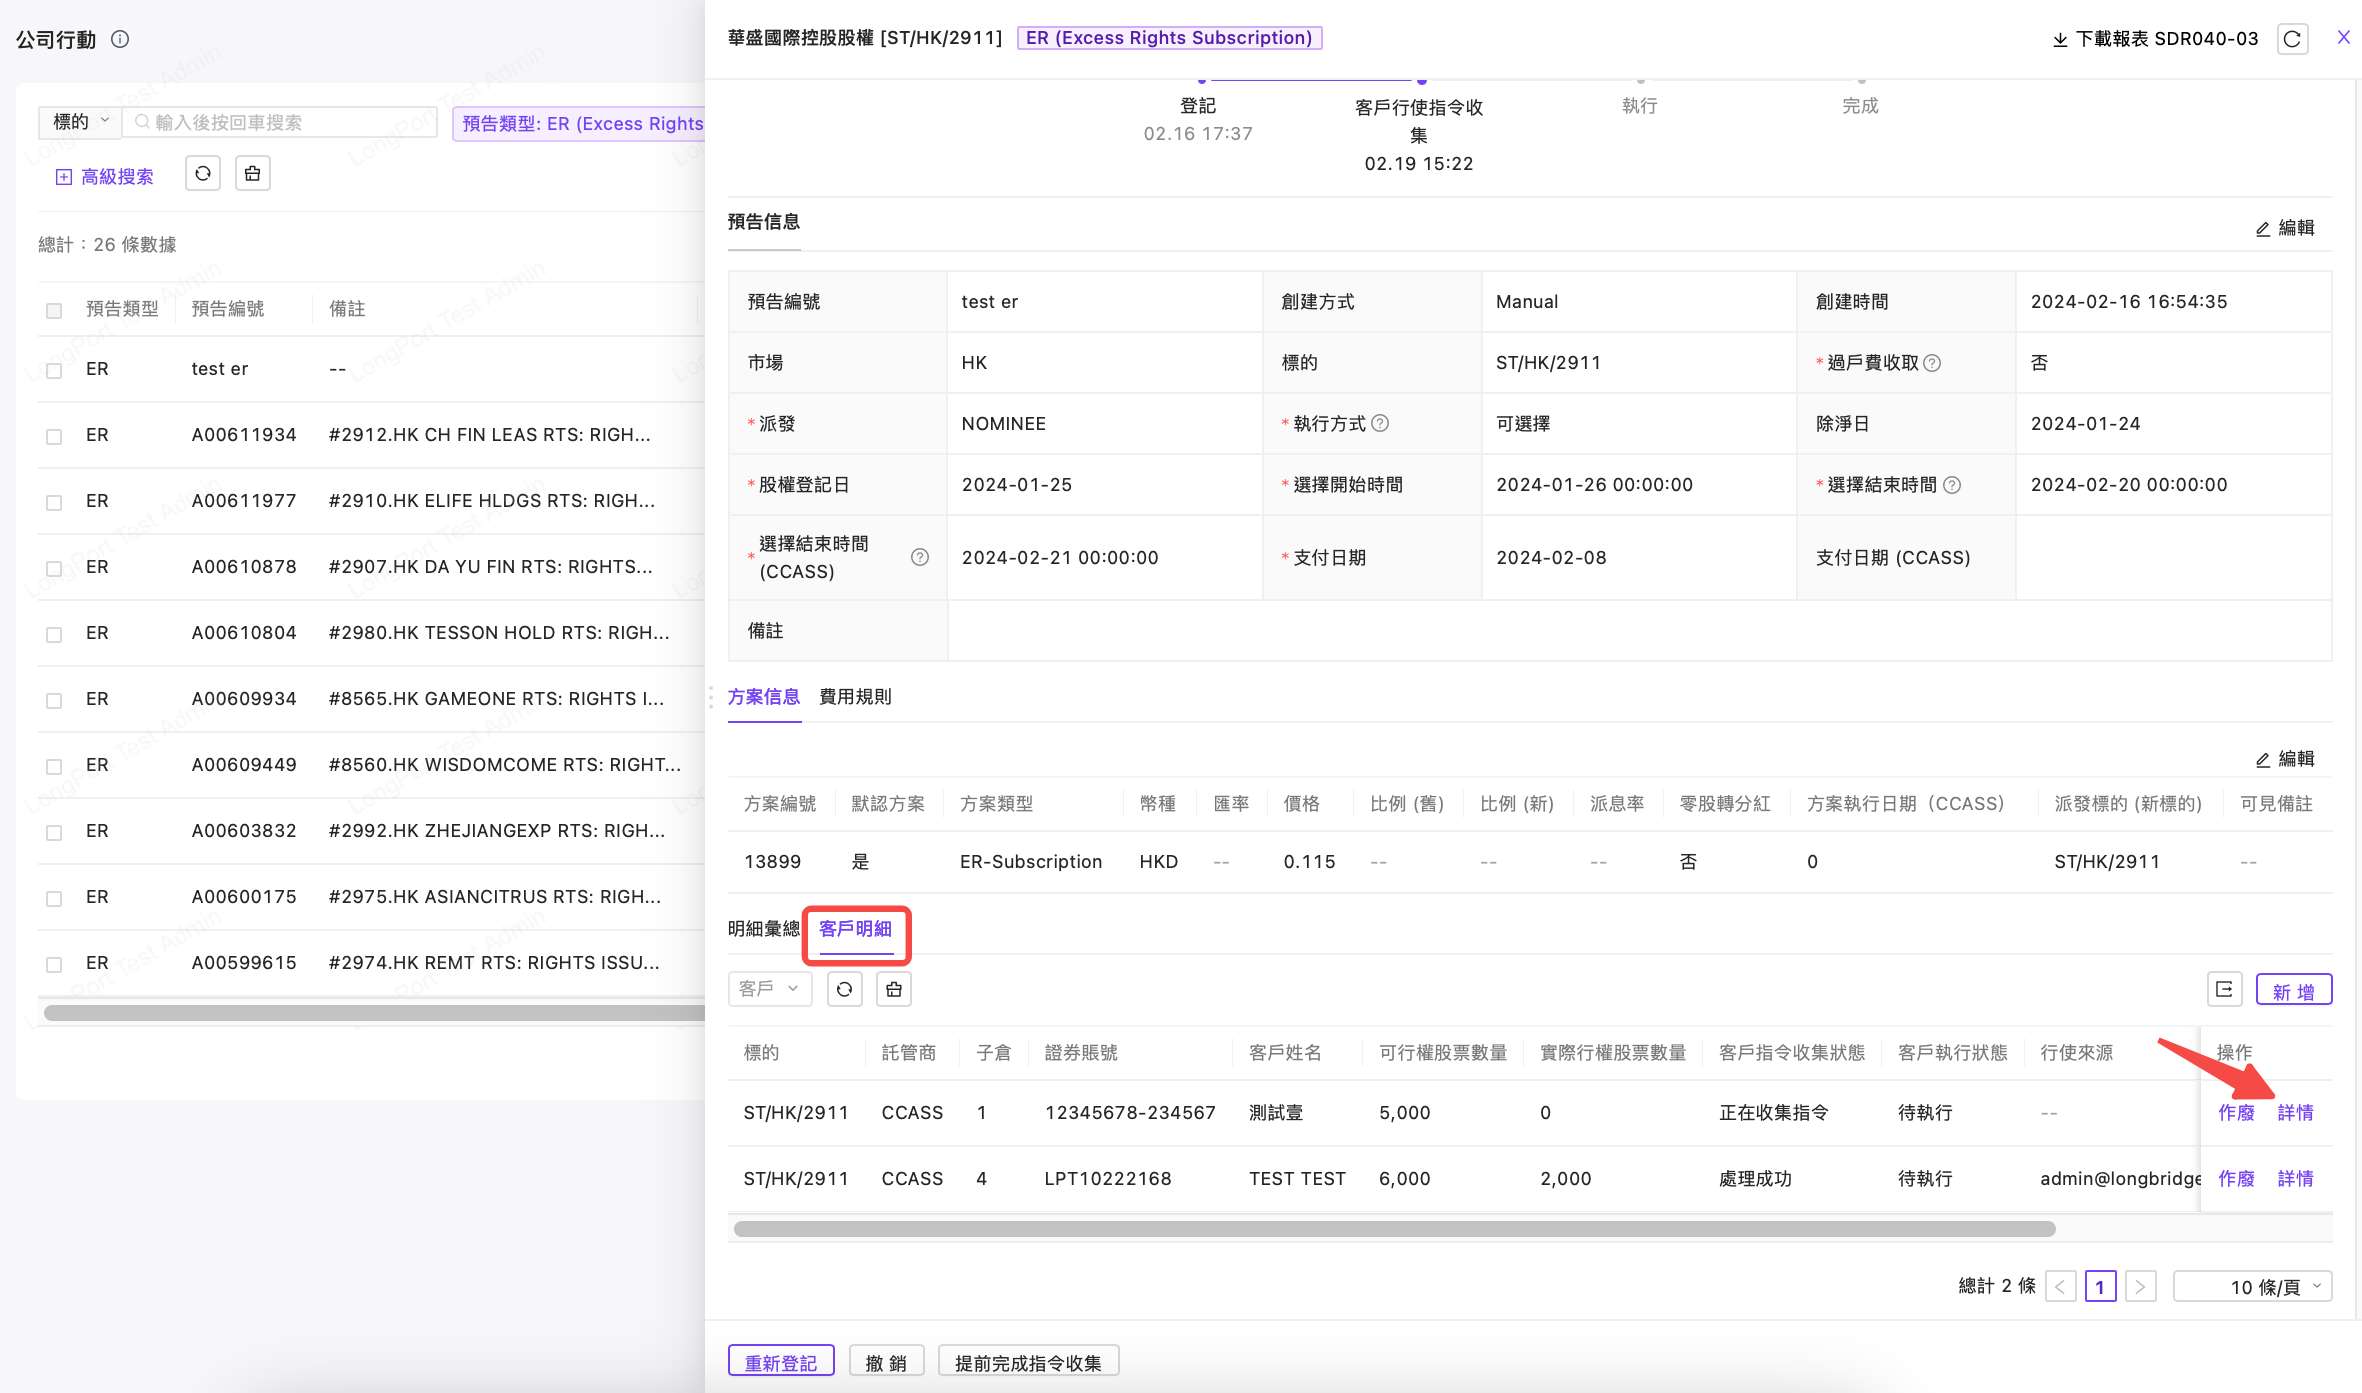 公司行動
標的 輸入後按回車搜索 預告類型: ER (Excess Rights
高級搜索
總計：26 條數據
預告類型 預告編號 備註
ER test er --
ER A00611934 #2912.HK CH FIN LEAS RTS: RIGH...
ER A00611977 #2910.HK ELIFE HLDGS RTS: RIGH...
ER A00610878 #2907.HK DA YU FIN RTS: RIGHTS...
ER A00610804 #2980.HK TESSON HOLD RTS: RIGH...
ER A00609934 #8565.HK GAMEONE RTS: RIGHTS I...
ER A00609449 #8560.HK WISDOMCOME RTS: RIGHT...
ER A00603832 #2992.HK ZHEJIANGEXP RTS: RIGH...
ER A00600175 #2975.HK ASIANCITRUS RTS: RIGH...
ER A00599615 #2974.HK REMT RTS: RIGHTS ISSU...
LongPort Test Admin
華盛國際控股股權 [ST/HK/2911] ER (Excess Rights Subscription) 下載報表 SDR040-03
登記 客戶行使指令收 執行 完成
02.16 17:37 集
02.19 15:22
預告信息 編輯
預告編號 test er 創建方式 Manual 創建時間 2024-02-16 16:54:35
市場 HK 標的 ST/HK/2911 * 過戶費收取 否
* 派發 NOMINEE * 執行方式 可選擇 除淨日 2024-01-24
* 股權登記日 2024-01-25 * 選擇開始時間 2024-01-26 00:00:00 * 選擇結束時間 2024-02-20 00:00:00
* 選擇結束時間 (CCASS) 2024-02-21 00:00:00 * 支付日期 2024-02-08 支付日期 (CCASS)
備註
方案信息 費用規則
編輯
方案編號 默認方案 方案類型 幣種 匯率 價格 比例 (舊) 比例 (新) 派息率 零股轉分紅 方案執行日期（CCASS） 派發標的 (新標的) 可見備註
13899 是 ER-Subscription HKD -- 0.115 -- -- -- 否 0 ST/HK/2911 --
明細彙總 客戶明細
客戶 新 增
標的 託管商 子倉 證券賬號 客戶姓名 可行權股票數量 實際行權股票數量 客戶指令收集狀態 客戶執行狀態 行使來源 操作
ST/HK/2911 CCASS 1 12345678-234567 測試壹 5,000 0 正在收集指令 待執行 -- 作廢 詳情
ST/HK/2911 CCASS 4 LPT10222168 TEST TEST 6,000 2,000 處理成功 待執行 admin@longbridge 作廢 詳情
總計 2 條 < 1 > 10 條/頁
重新登記 撤 銷 提前完成指令收集